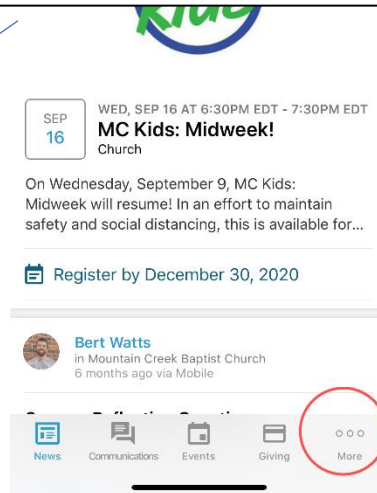 Kids
SEP
16
WED, SEP 16 AT 6:30PM EDT - 7:30PM EDT
MC Kids: Midweek!
Church
On Wednesday, September 9, MC Kids:
Midweek will resume! In an effort to maintain
safety and social distancing, this is available for...
Register by December 30, 2020
Bert Watts
in Mountain Creek Baptist Church
6 months ago via Mobile
News
Communications
Events
Giving
More